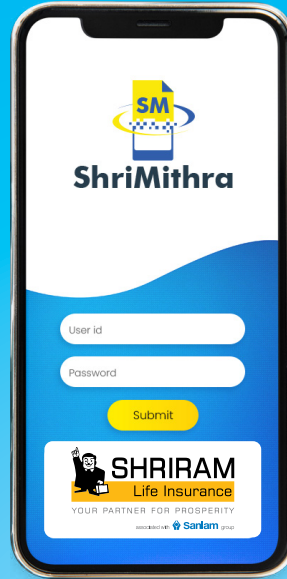 SM
ShriMithra
User id
Password
Submit
SHRIRAM
Life Insurance
YOUR PARTNER FOR PROSPERITY
associated with Sanlam group